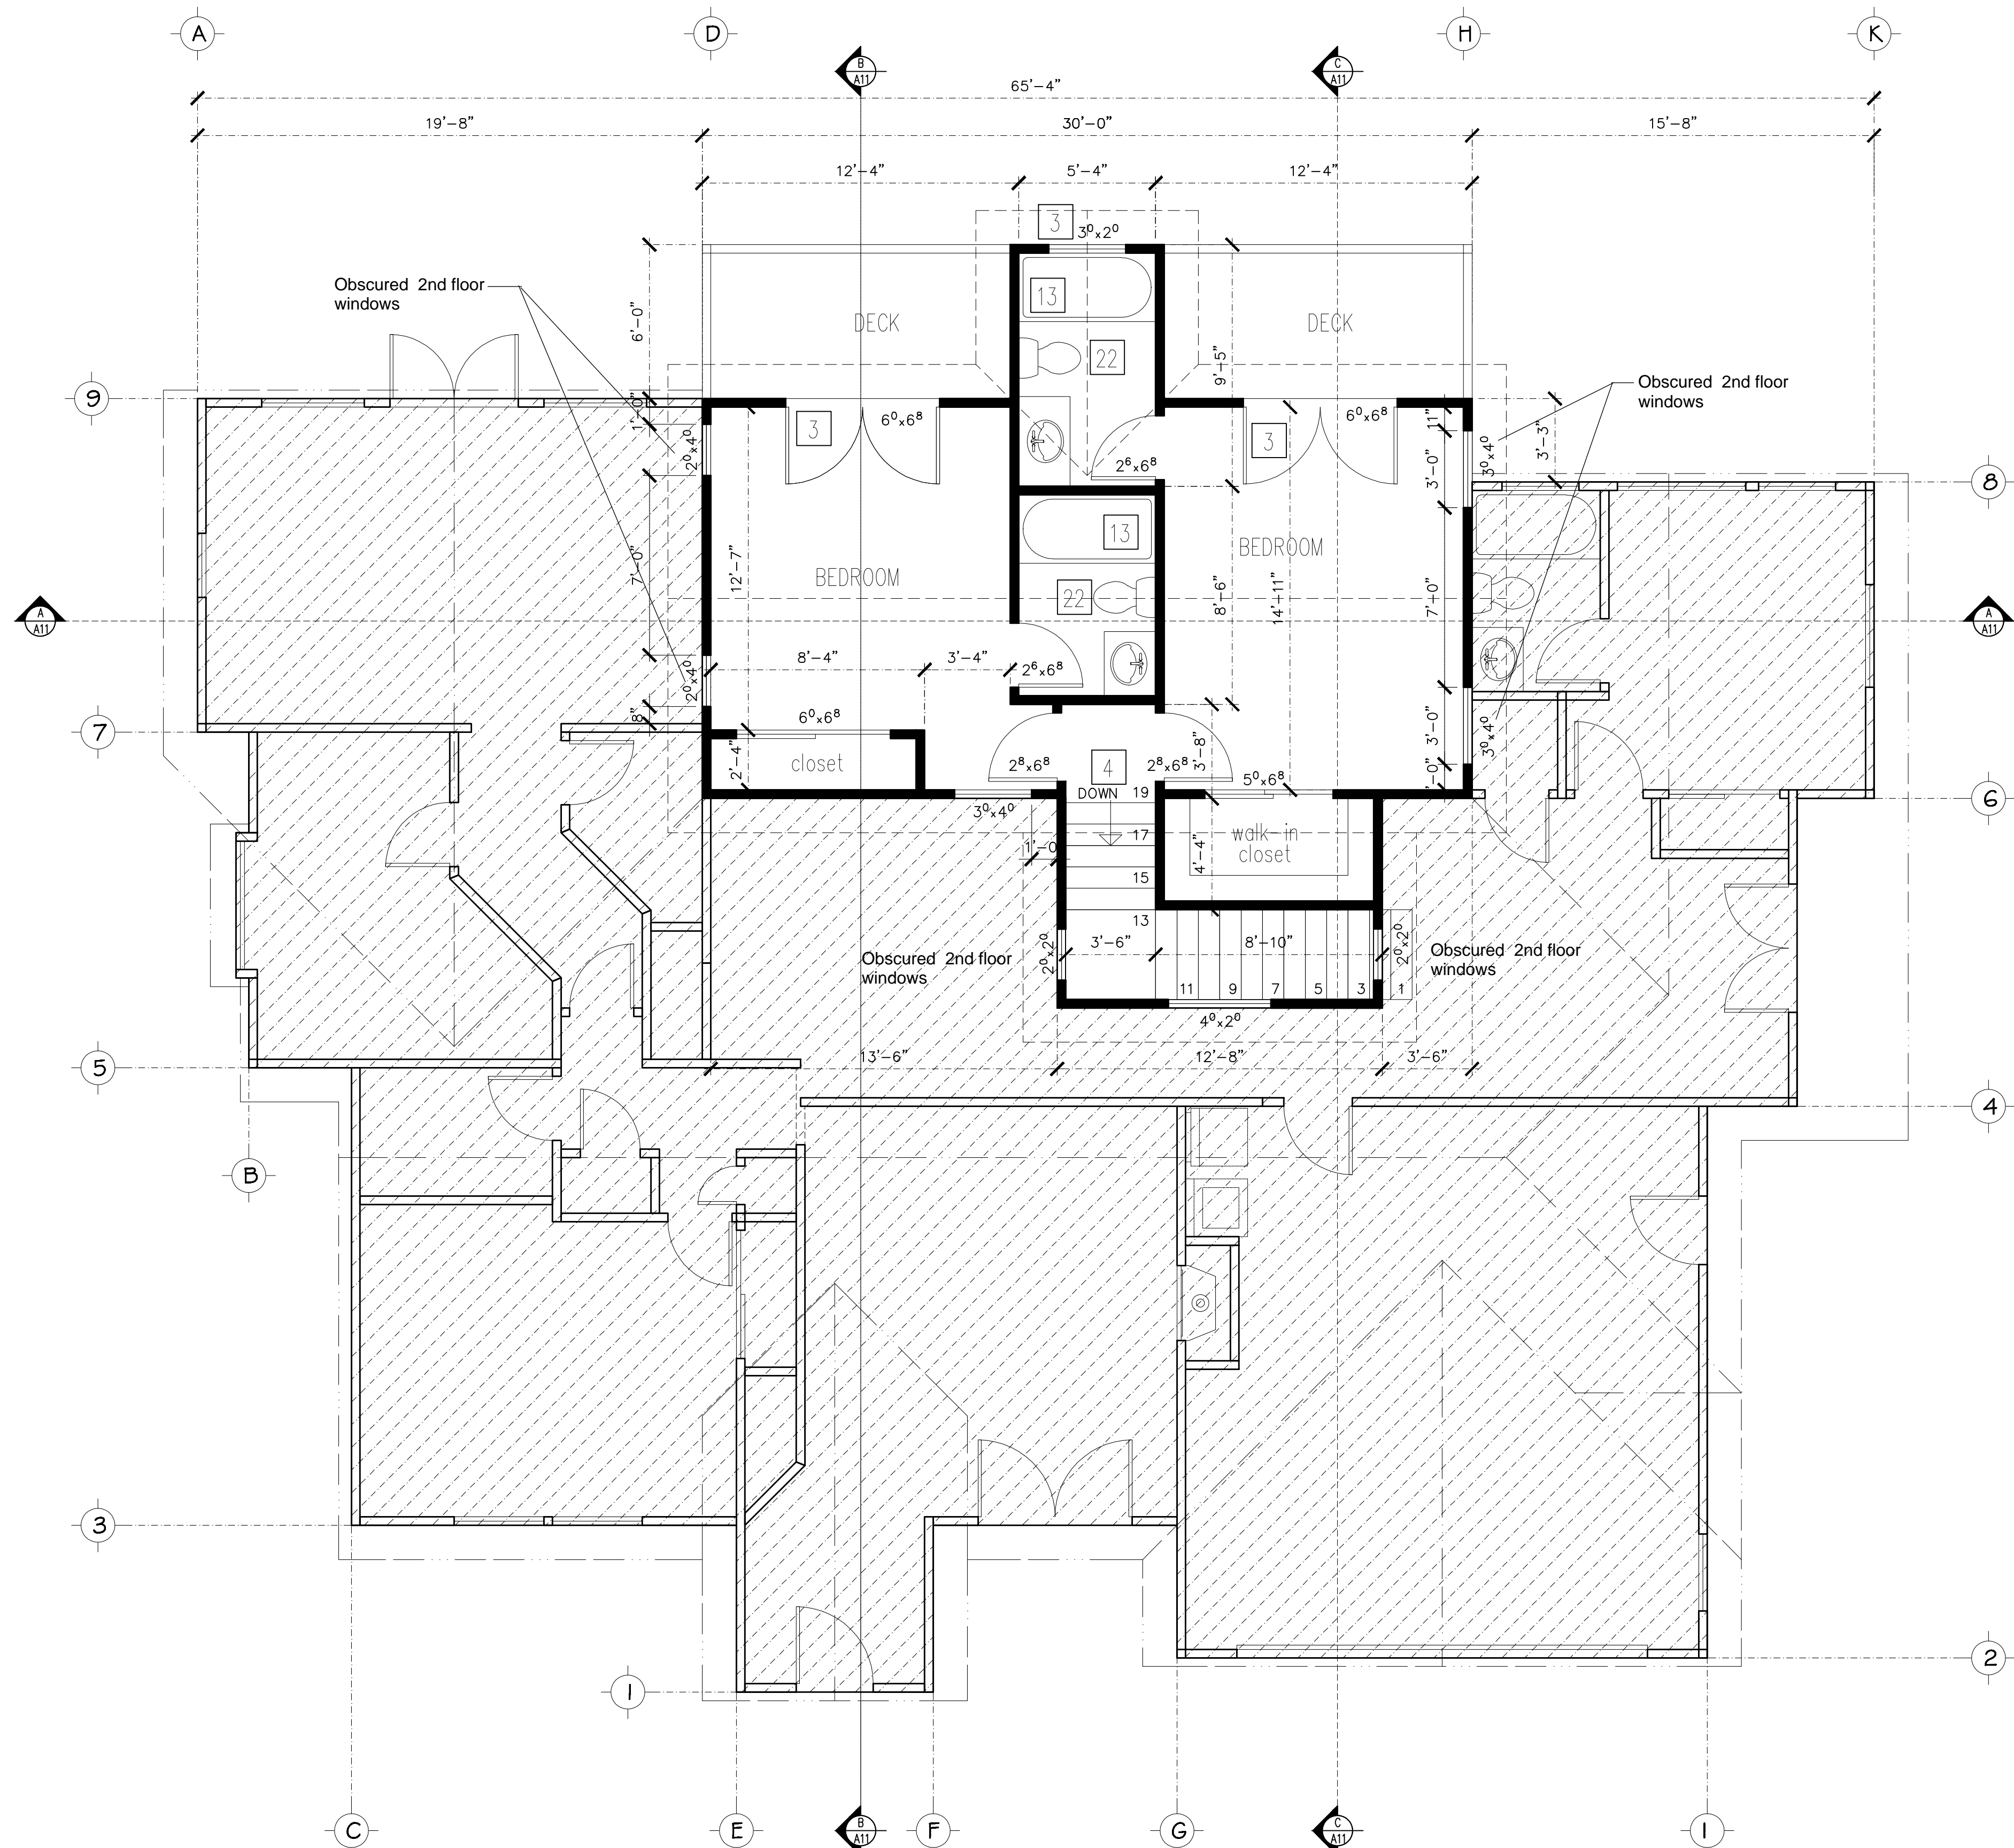 A
D
H
K
B
A11
C
A11
65'-4"
19'-8"
30'-0"
15'-8"
12'-4"
5'-4"
12'-4"
3
3⁰x2⁰
Obscured 2nd floor
windows
6'-0"
DECK
13
DECK
22
9'-5"
Obscured 2nd floor
windows
9
1'-0"
2⁰x4⁰
3
6⁰x6⁸
2⁶x6⁸
3
6⁰x6⁸
11"
3'-0"
3⁰x4⁰
3'-3"
8
13
7'-0"
12'-7"
BEDROOM
BEDROOM
22
8'-6"
14'-11"
7'-0"
A
A11
A
A11
8'-4"
3'-4"
2⁶x6⁸
2⁰x4⁰
8"
7
6⁰x6⁸
2'-4"
closet
2⁸x6⁸
4
2⁸x6⁸
3'-8"
5⁰x6⁸
3'-0"
3⁰x4⁰
1'-0"
6
3⁰x4⁰
DOWN
19
17
1'-0
15
13
4'-4"
walk-in
closet
Obscured 2nd floor
windows
2⁰x2⁰
3'-6"
8'-10"
2⁰x2⁰
Obscured 2nd floor
windows
11
9
7
5
3
1
4⁰x2⁰
5
13'-6"
12'-8"
3'-6"
4
B
3
1
2
C
E
B
A11
F
G
C
A11
I